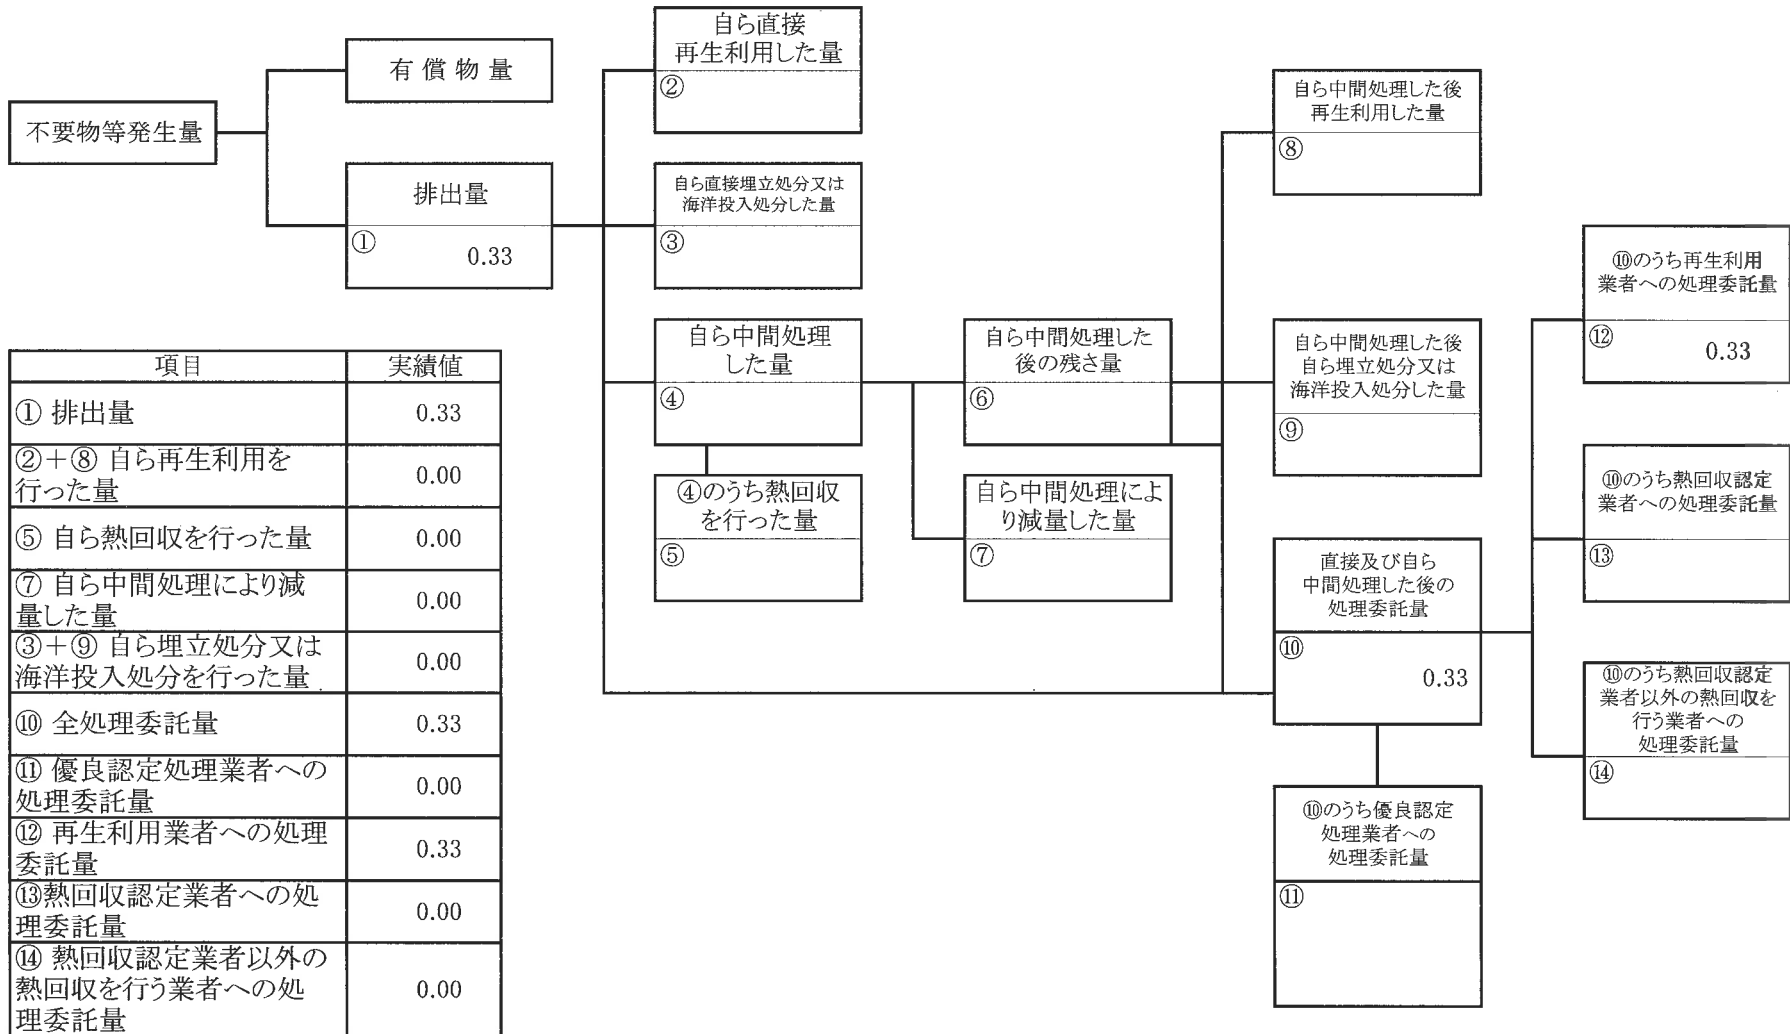 不要物等発生量
有 償 物 量
排出量
①
0.33
自ら直接
再生利用した量
②
自ら直接埋立処分又は
海洋投入処分した量
③
自ら中間処理
した量
④
④のうち熱回収
を行った量
⑤
自ら中間処理した
後の残さ量
⑥
自ら中間処理によ
り減量した量
⑦
自ら中間処理した後
再生利用した量
⑧
自ら中間処理した後
自ら埋立処分又は
海洋投入処分した量
⑨
直接及び自ら
中間処理した後の
処理委託量
⑩
0.33
⑩のうち優良認定
処理業者への
処理委託量
⑪
⑩のうち再生利用
業者への処理委託量
⑫
0.33
⑩のうち熱回収認定
業者への処理委託量
⑬
⑩のうち熱回収認定
業者以外の熱回収を
行う業者への
処理委託量
⑭
項目 実績値
① 排出量 0.33
②+⑧ 自ら再生利用を
行った量 0.00
⑤ 自ら熱回収を行った量 0.00
⑦ 自ら中間処理により減
量した量 0.00
③+⑨ 自ら埋立処分又は
海洋投入処分を行った量 0.00
⑩ 全処理委託量 0.33
⑪ 優良認定処理業者への
処理委託量 0.00
⑫ 再生利用業者への処理
委託量 0.33
⑬熱回収認定業者への処
理委託量 0.00
⑭ 熱回収認定業者以外の
熱回収を行う業者への処
理委託量 0.00